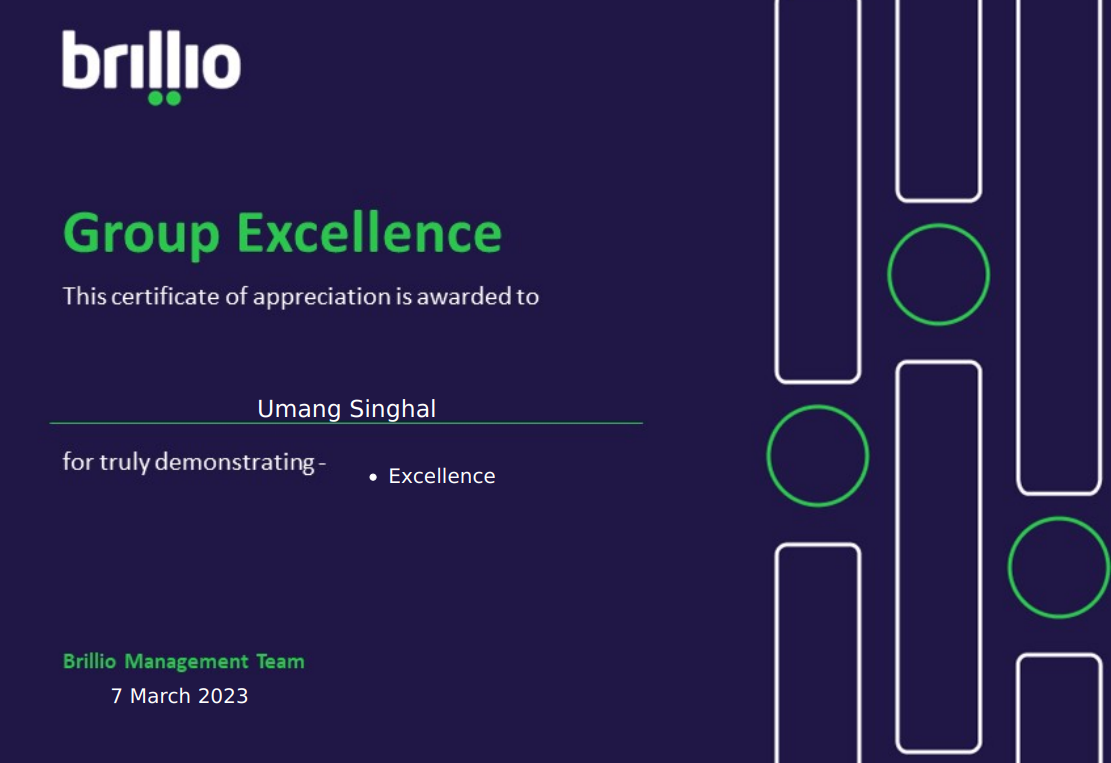 brillio
Group Excellence
This certificate of appreciation is awarded to
Umang Singhal
for truly demonstrating -
• Excellence
Brillio Management Team
7 March 2023